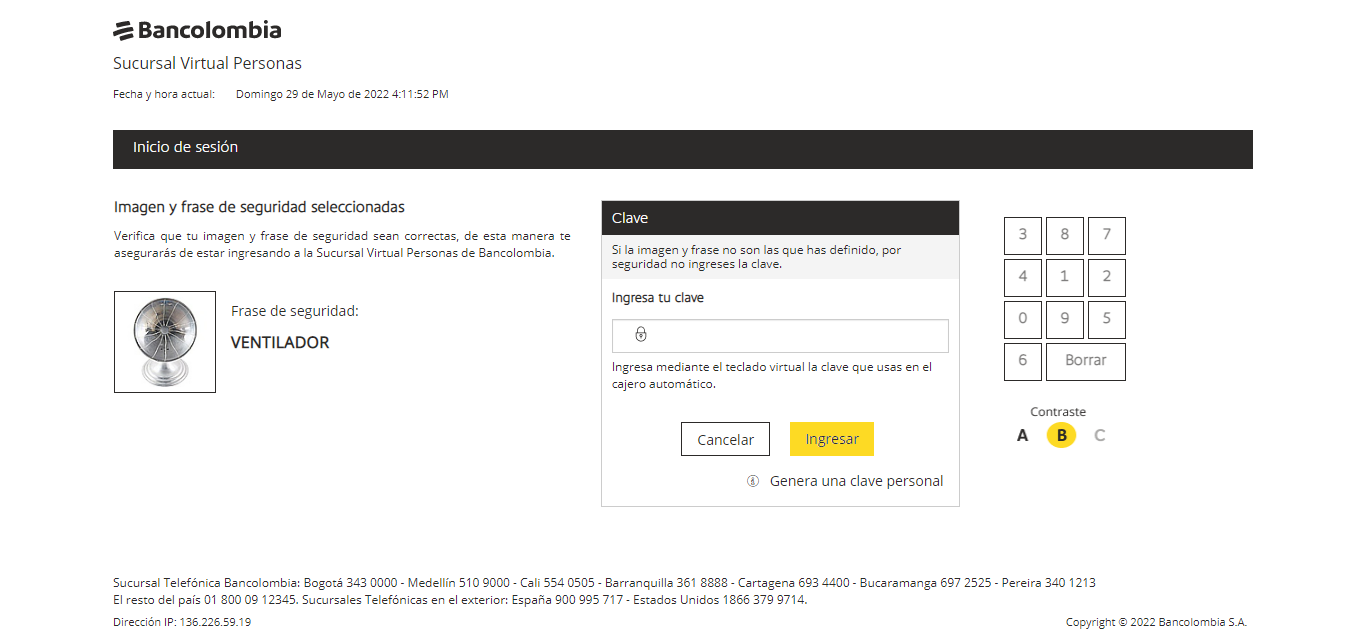 Bancolombia
Sucursal Virtual Personas
Fecha y hora actual: Domingo 29 de Mayo de 2022 4:11:52 PM
Inicio de sesión
Imagen y frase de seguridad seleccionadas
Verifica que tu imagen y frase de seguridad sean correctas, de esta manera te
asegurarás de estar ingresando a la Sucursal Virtual Personas de Bancolombia.
Frase de seguridad:
VENTILADOR
Clave
Si la imagen y frase no son las que has definido, por
seguridad no ingreses la clave.
Ingresa tu clave
Ingresa mediante el teclado virtual la clave que usas en el
cajero automático.
Cancelar Ingresar
Genera una clave personal
3 8 7
4 1 2
0 9 5
6 Borrar
Contraste
A B C
Sucursal Telefónica Bancolombia: Bogotá 343 0000 - Medellín 510 9000 - Cali 554 0505 - Barranquilla 361 8888 - Cartagena 693 4400 - Bucaramanga 697 2525 - Pereira 340 1213
El resto del país 01 800 09 12345. Sucursales Telefónicas en el exterior: España 900 995 717 - Estados Unidos 1866 379 9714.
Dirección IP: 136.226.59.19
Copyright © 2022 Bancolombia S.A.